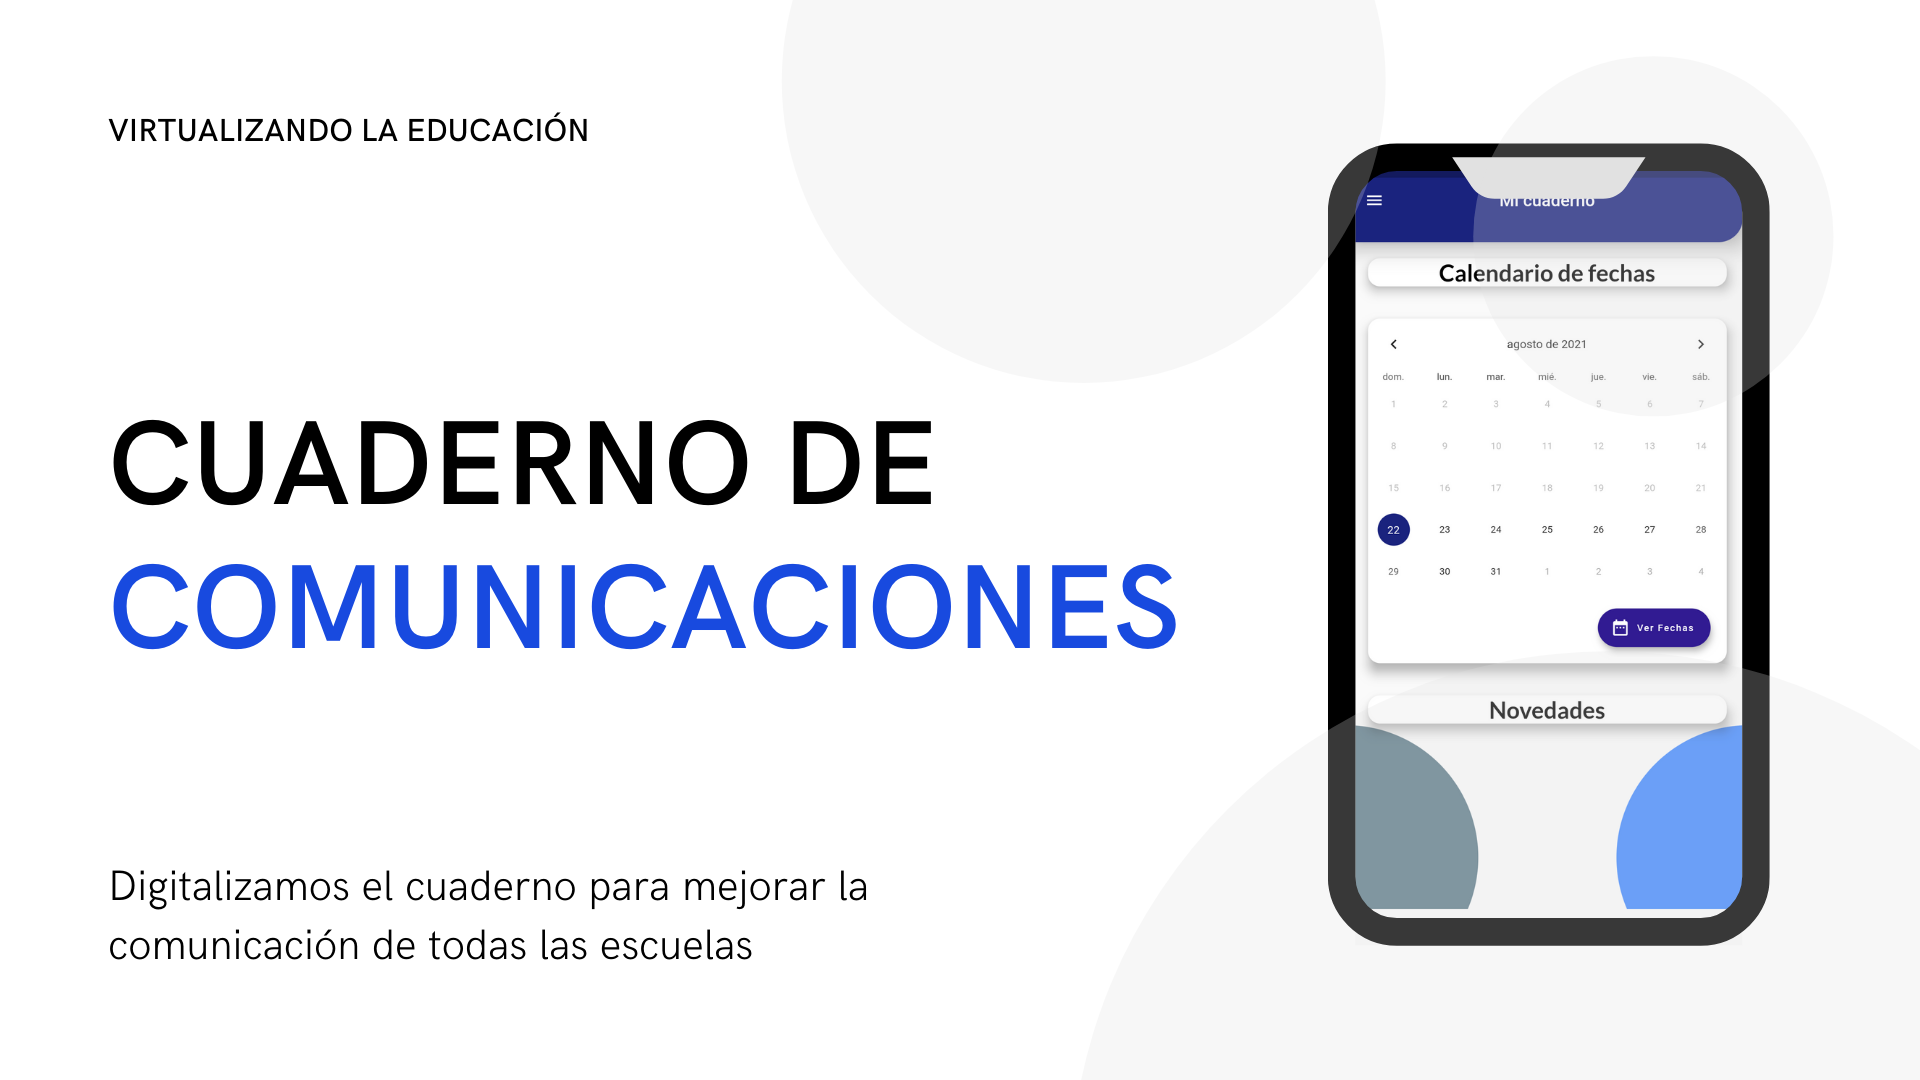 VIRTUALIZANDO LA EDUCACIÓN
CUADERNO DE
COMUNICACIONES
Digitalizamos el cuaderno para mejorar la
comunicación de todas las escuelas
Mi cuaderno
Calendario de fechas
agosto de 2021
dom. lun. mar. mié. jue. vie. sáb.
1 2 3 4 5 6 7
8 9 10 11 12 13 14
15 16 17 18 19 20 21
22 23 24 25 26 27 28
29 30 31 1 2 3 4
Ver Fechas
Novedades